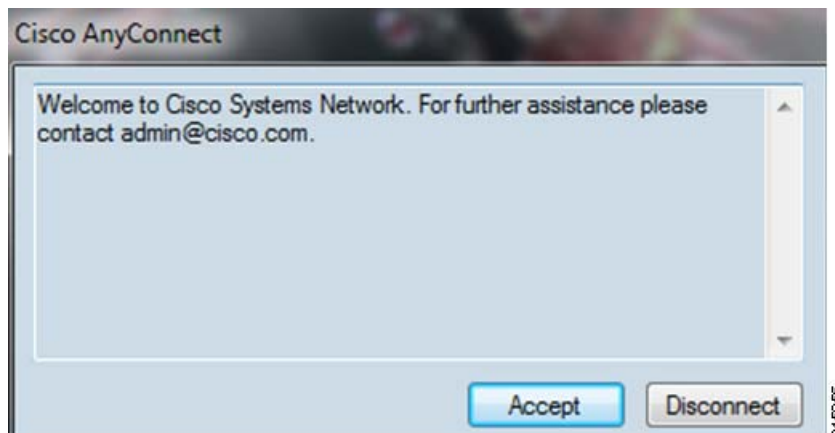 Cisco AnyConnect
Welcome to Cisco Systems Network. For further assistance please
contact admin@cisco.com.
Accept
Disconnect